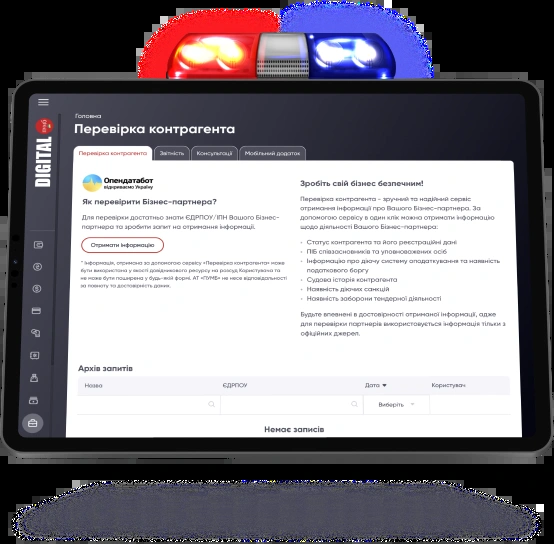 Головна
Перевірка контрагента
DIGITAL
Перевірка контрагента
Звітність
Консультації
Мобільний додаток
Опендатабот
відкриваємо Україну
Як перевірити Бізнес-партнера?
Для перевірки достатньо знати ЄДРПОУ/ІПН Вашого Бізнес-
партнера та зробити запит на отримання інформації.
Отримати інформацію
* Інформація, отримана за допомогою сервісу «Перевірка контрагента» може
бути використана у якості довідникового ресурсу на розсуд Користувача та
не може бути поширена у будь-якій формі. АТ «ПУМБ» не несе відповідальності
за повноту та достовірність даних.
Зробіть свій бізнес безпечним!
Перевірка контрагента - зручний та надійний сервіс
отримання інформації про Вашого Бізнес-партнера. За
допомогою сервісу в один клік можна отримати інформацію
щодо діяльності Вашого Бізнес-партнера:
- Статус контрагента та його реєстраційні дані
- ПІБ співзасновників та уповноважених осіб
- Інформацію про діючу систему оподаткування та наявність
податкового боргу
- Судова історія контрагента
- Наявність діючих санкцій
- Наявність заборони тендерної діяльності
Будьте впевнені в достовірності отриманої інформації, адже
для перевірки партнерів використовується інформація тільки з
офіційних джерел.
Архів запитів
Назва
ЄДРПОУ
Дата
Користувач
Виберіть
Немає записів